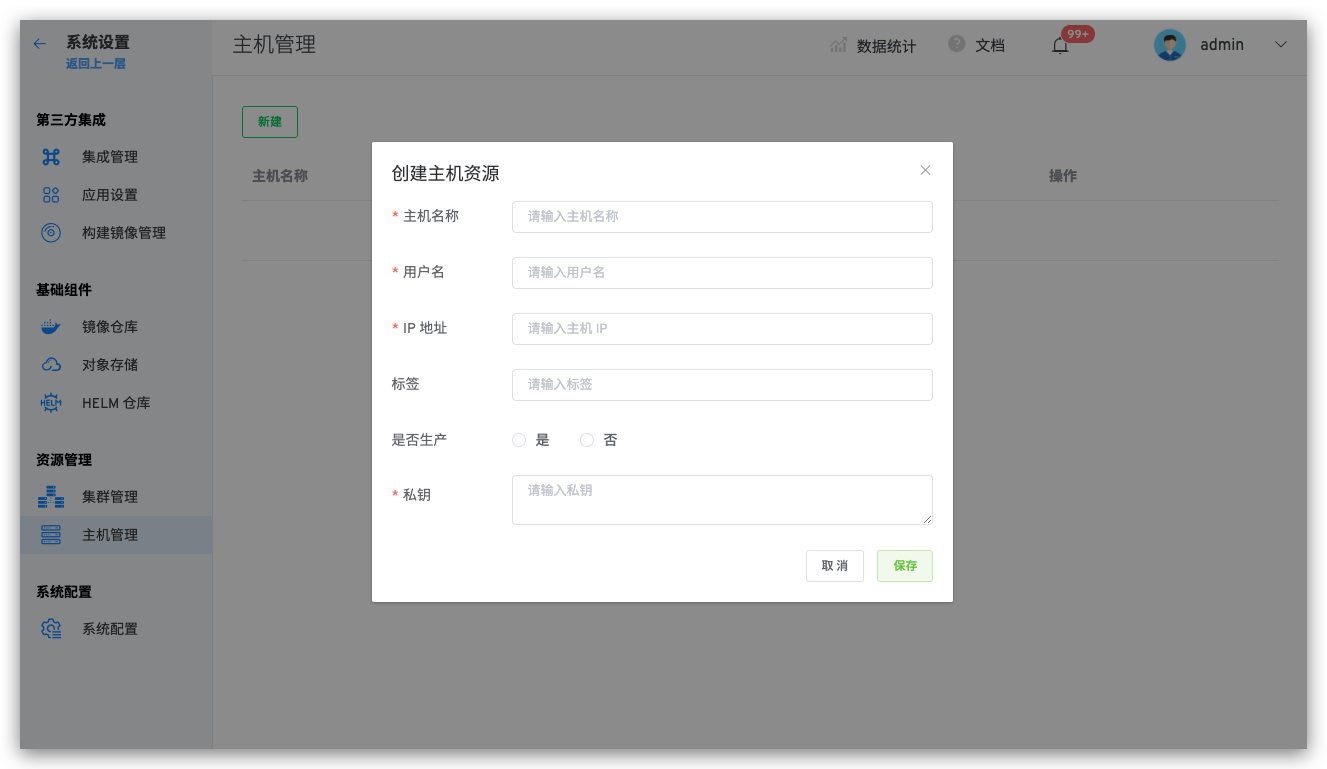 系统设置
返回上一层
主机管理
数据统计
文档
99+
admin
第三方集成
集成管理
应用设置
构建镜像管理
基础组件
镜像仓库
对象存储
HELM
HELM 仓库
资源管理
集群管理
主机管理
系统配置
系统配置
新建
主机名称
操作
创建主机资源
* 主机名称
请输入主机名称
* 用户名
请输入用户名
* IP 地址
请输入主机 IP
标签
请输入标签
是否生产
是
否
* 私钥
请输入私钥
取 消
保存